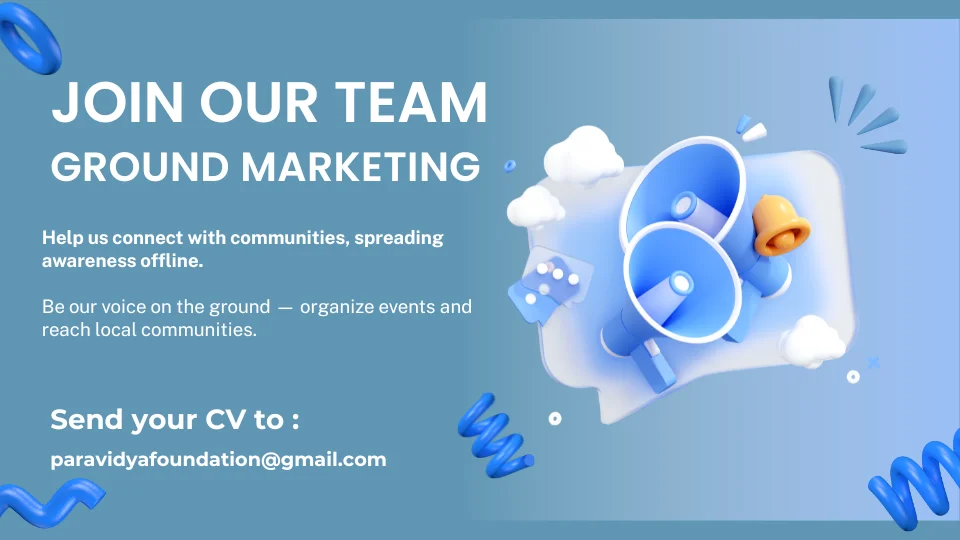 JOIN OUR TEAM
GROUND MARKETING
Help us connect with communities, spreading
awareness offline.
Be our voice on the ground — organize events and
reach local communities.
Send your CV to :
paravidyafoundation@gmail.com